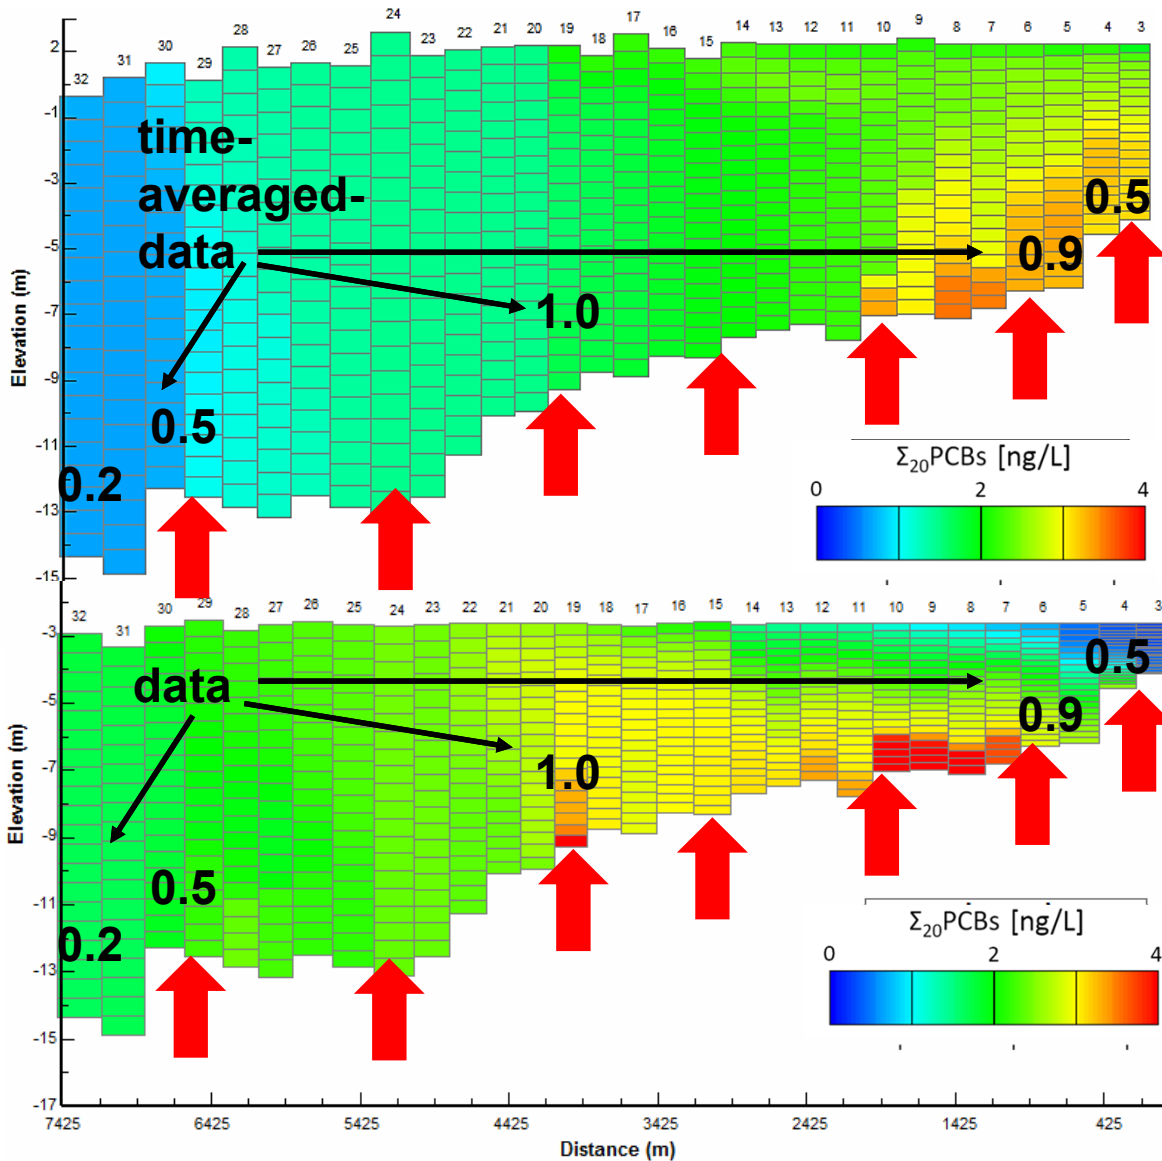 32 31 30 29 28 27 26 25 24 23 22 21 20 19 18 17 16 15 14 13 12 11 10 9 8 7 6 5 4 3
2
-1
-3
-5
-7
-9
-11
-13
-15
Elevation (m)
time-
averaged-
data
0.5
0.9
1.0
0.5
0.2
Σ20PCBs [ng/L]
0 2 4
32 31 30 29 28 27 26 25 24 23 22 21 20 19 18 17 16 15 14 13 12 11 10 9 8 7 6 5 4 3
-3
-5
-7
-9
-11
-13
-15
-17
Elevation (m)
data
0.5
0.9
1.0
0.5
0.2
Σ20PCBs [ng/L]
0 2 4
7425 6425 5425 4425 3425 2425 1425 425
Distance (m)